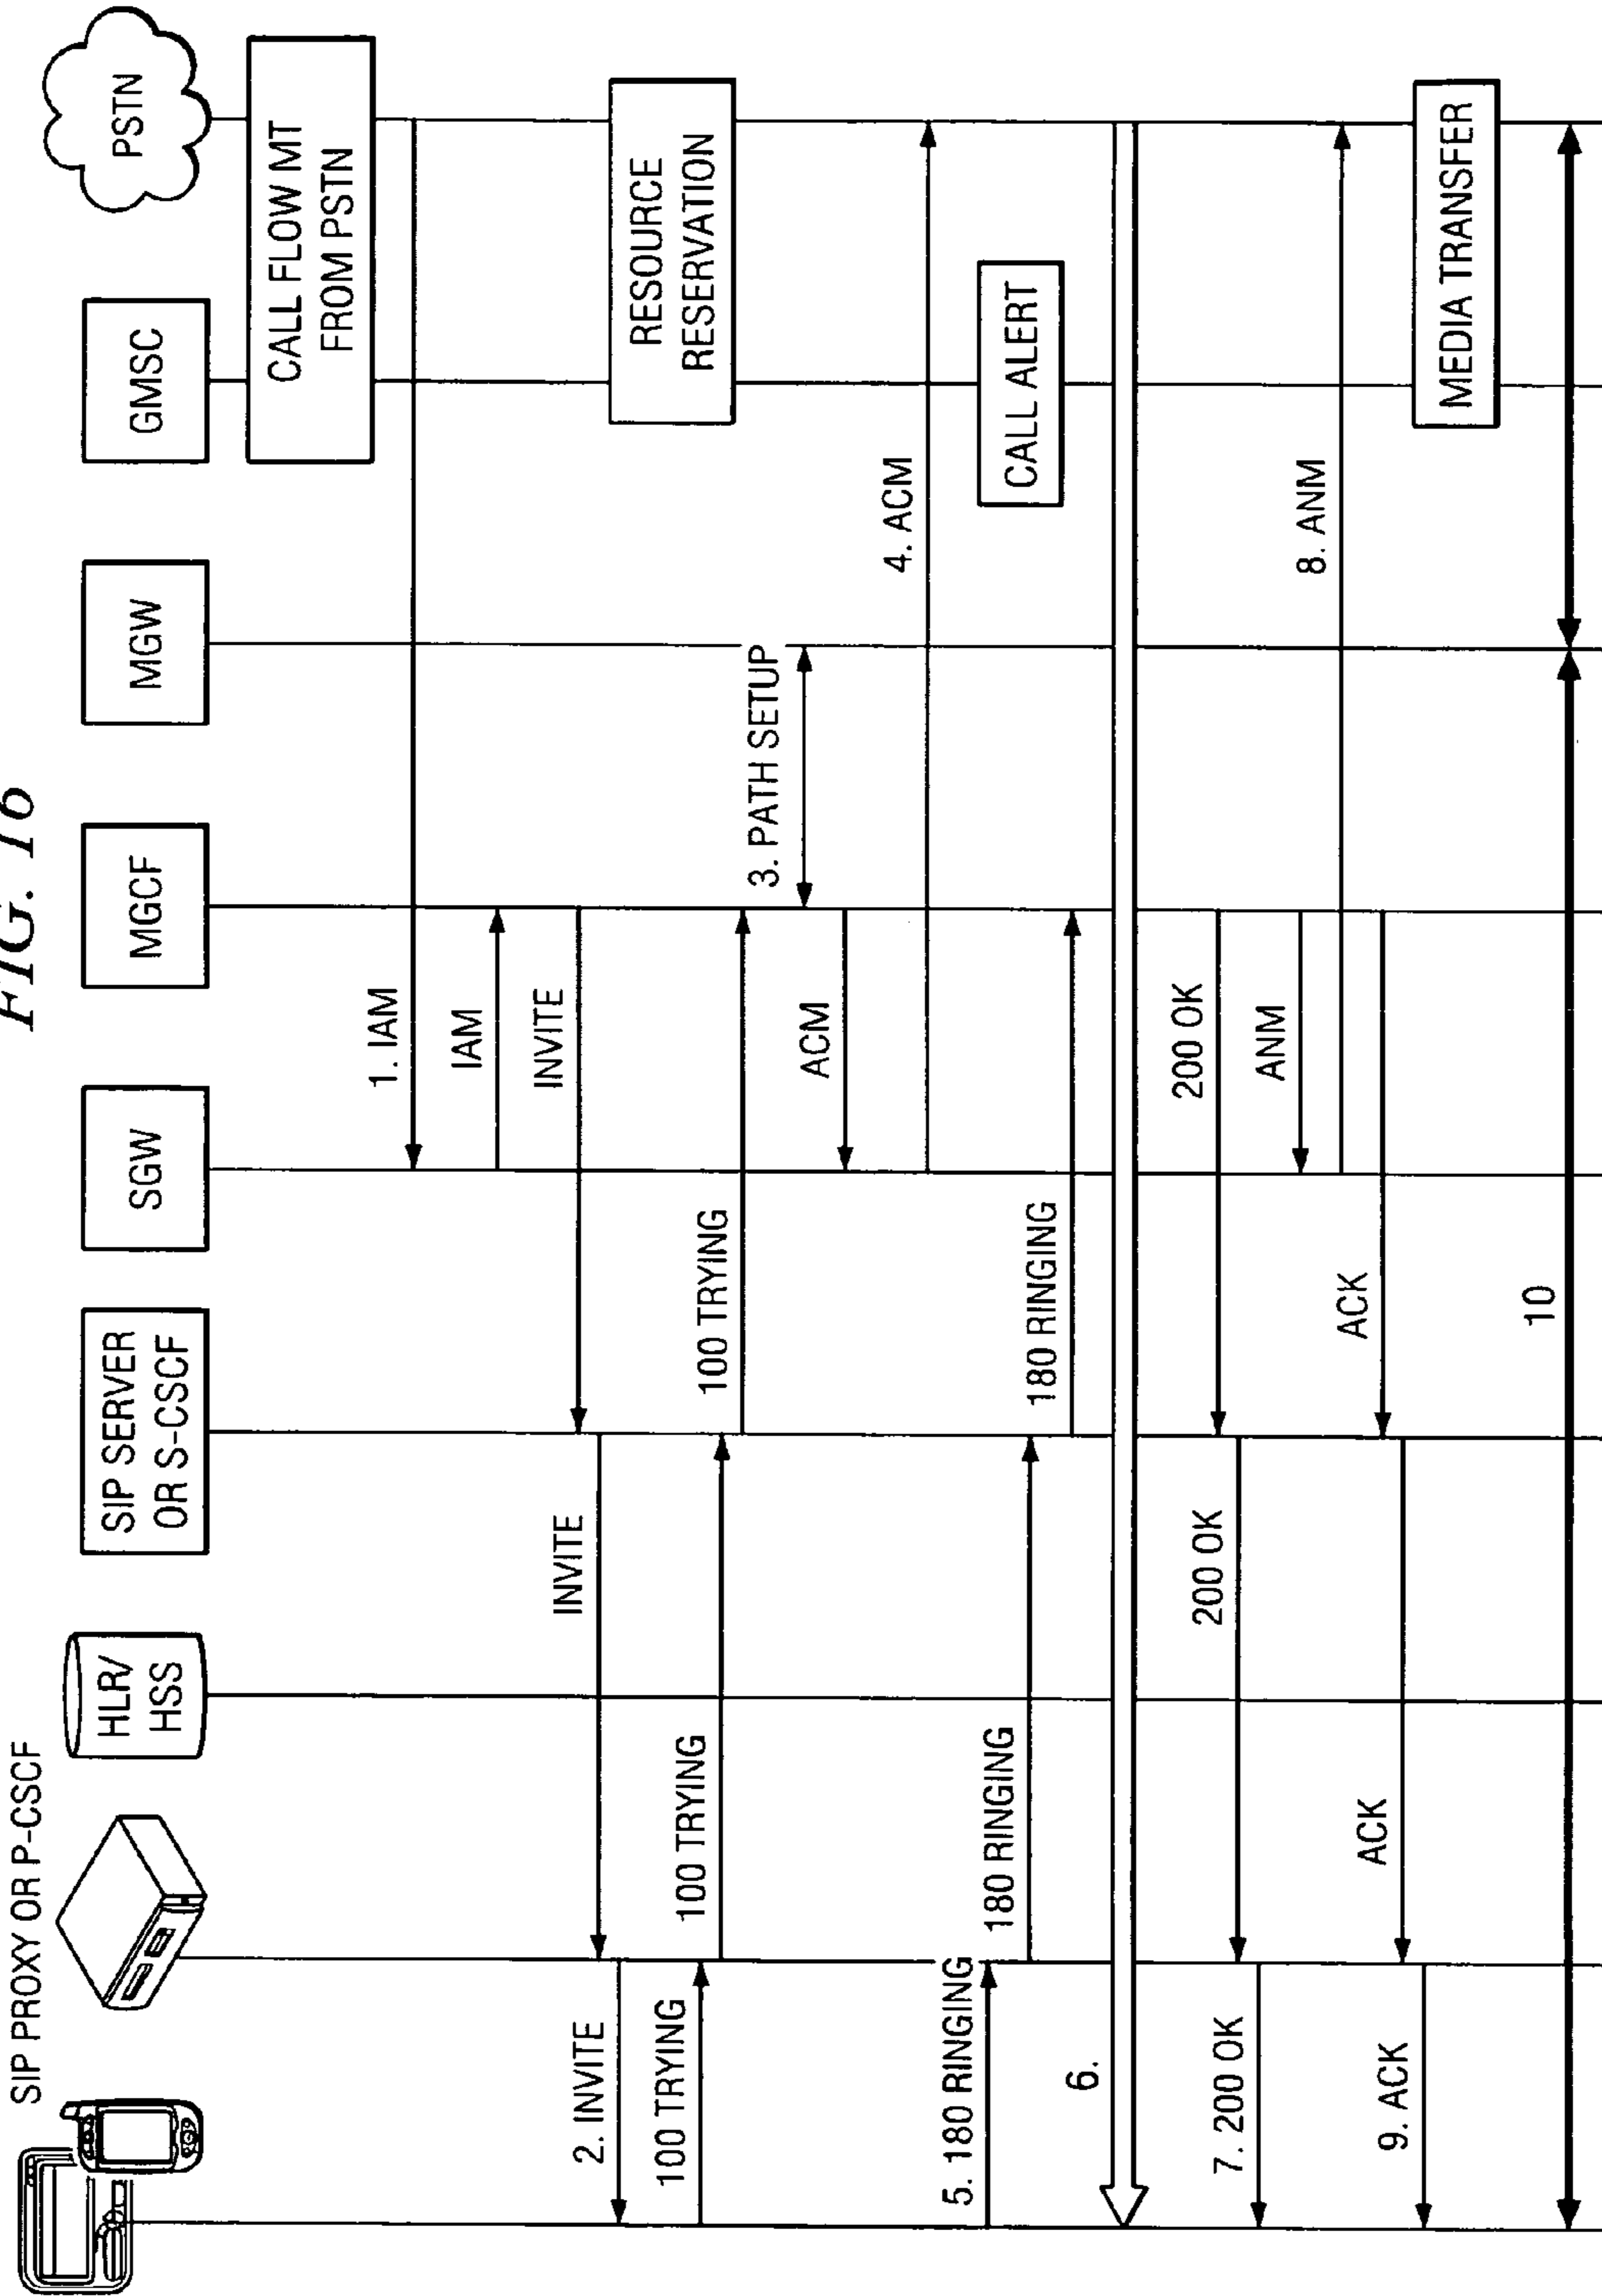 FIG. 16
SIP PROXY OR P-CSCF
HLR/
HSS
SIP SERVER
OR S-CSCF
SGW
MGCF
MGW
GMSC
PSTN
CALL FLOW MT
FROM PSTN
1. IAM
IAM
INVITE
INVITE
2. INVITE
RESOURCE
RESERVATION
100 TRYING
100 TRYING
100 TRYING
3. PATH SETUP
ACM
4. ACM
CALL ALERT
5. 180 RINGING
180 RINGING
180 RINGING
6.
200 OK
200 OK
7. 200 OK
ANM
8. ANM
ACK
ACK
9. ACK
MEDIA TRANSFER
10